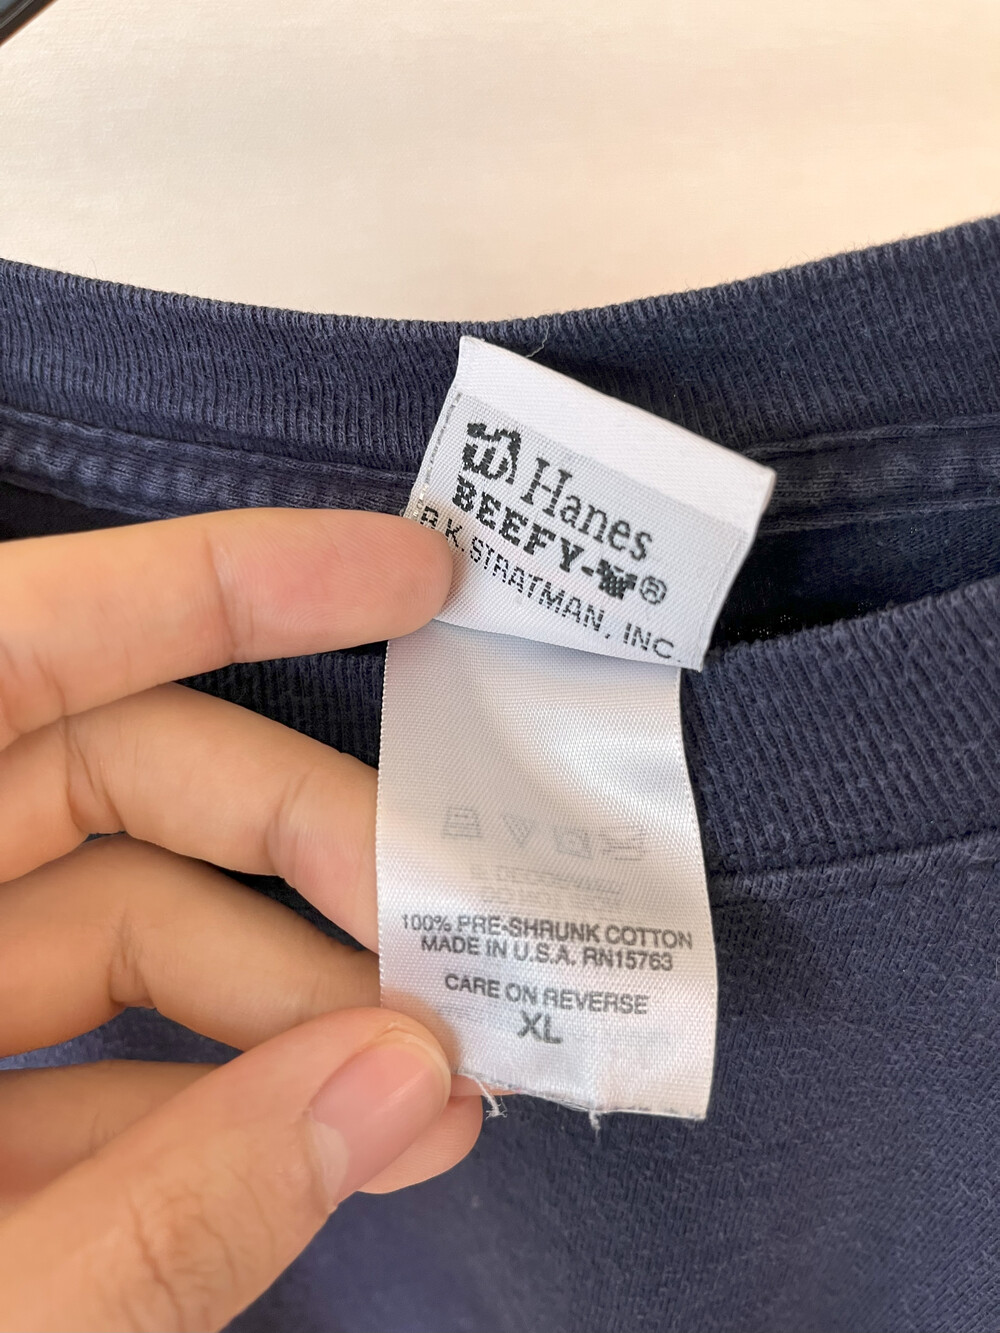 Hanes
BEEFY-T®
R.K. STRATMAN, INC.
100% PRE-SHRUNK COTTON
MADE IN U.S.A. RN15763
CARE ON REVERSE
XL